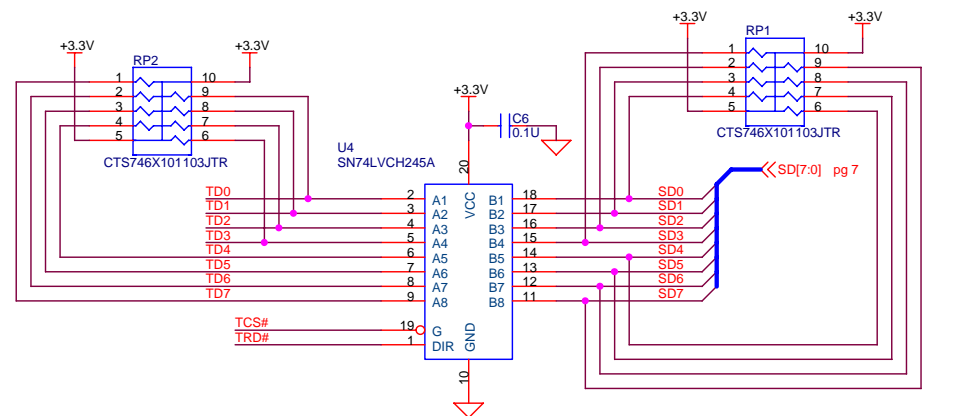 +3.3V +3.3V
RP1
1 10
2 9
3 8
4 7
5 6
CTS746X101103JTR
+3.3V +3.3V
RP2
1 10
2 9
3 8
4 7
5 6
CTS746X101103JTR
+3.3V
C6
0.1U
U4
SN74LVCH245A
SD[7:0] pg 7
20
VCC
TD0 2 A1 B1 18 SD0
TD1 3 A2 B2 17 SD1
TD2 4 A3 B3 16 SD2
TD3 5 A4 B4 15 SD3
TD4 6 A5 B5 14 SD4
TD5 7 A6 B6 13 SD5
TD6 8 A7 B7 12 SD6
TD7 9 A8 B8 11 SD7
TCS# 19 G
TRD# 1 DIR
GND
10